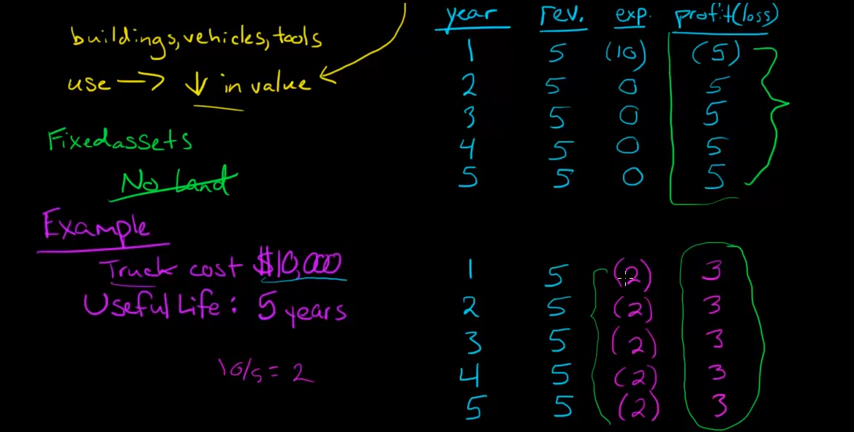 buildings, vehicles, tools
use → ↓ in value
Fixed assets
No Land
Example
Truck cost $10,000
Useful Life: 5 years
10/5 = 2
year rev. exp. profit(loss)
1 5 (10) (5)
2 5 0 5
3 5 0 5
4 5 0 5
5 5 0 5
1 5 (2) 3
2 5 (2) 3
3 5 (2) 3
4 5 (2) 3
5 5 (2) 3